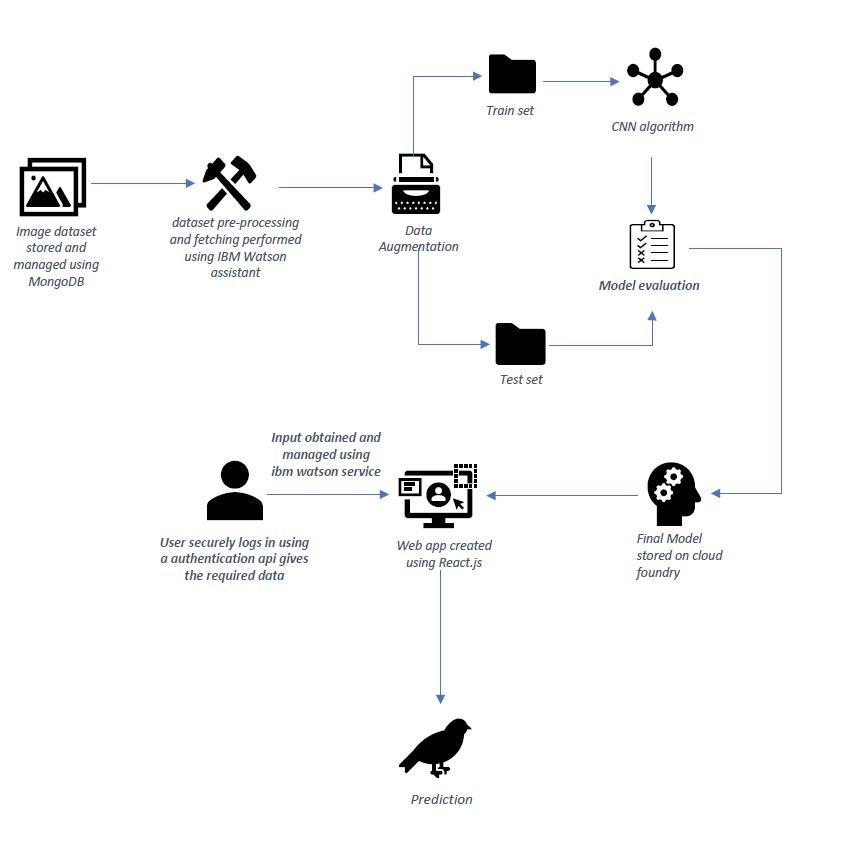 Train set
CNN algorithm
Image dataset
stored and
managed using
MongoDB
dataset pre-processing
and fetching performed
using IBM Watson
assistant
Data
Augmentation
Model evaluation
Test set
Input obtained and
managed using
ibm watson service
User securely logs in using
a authentication api gives
the required data
Web app created
using React.js
Final Model
stored on cloud
foundry
Prediction